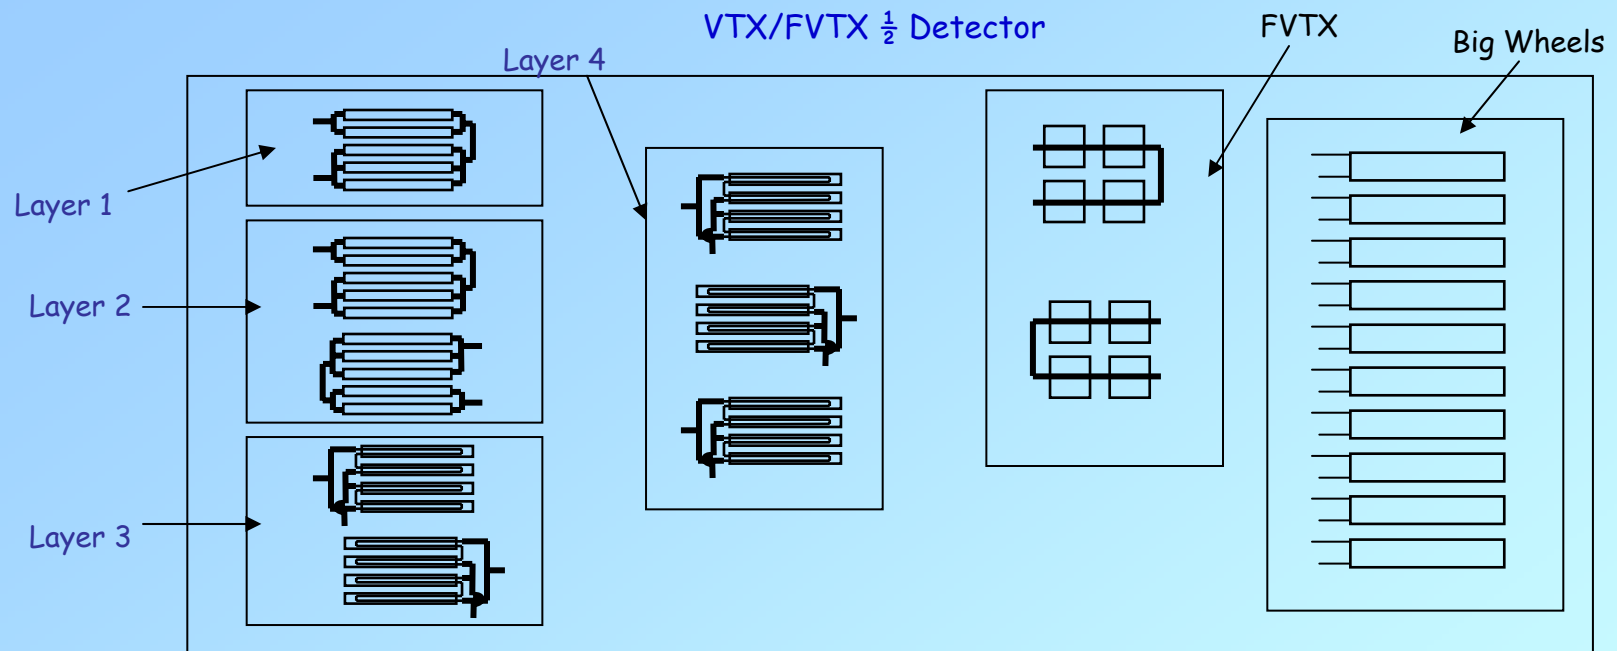 VTX/FVTX ½ Detector
FVTX
Big Wheels
Layer 4
Layer 1
Layer 2
Layer 3